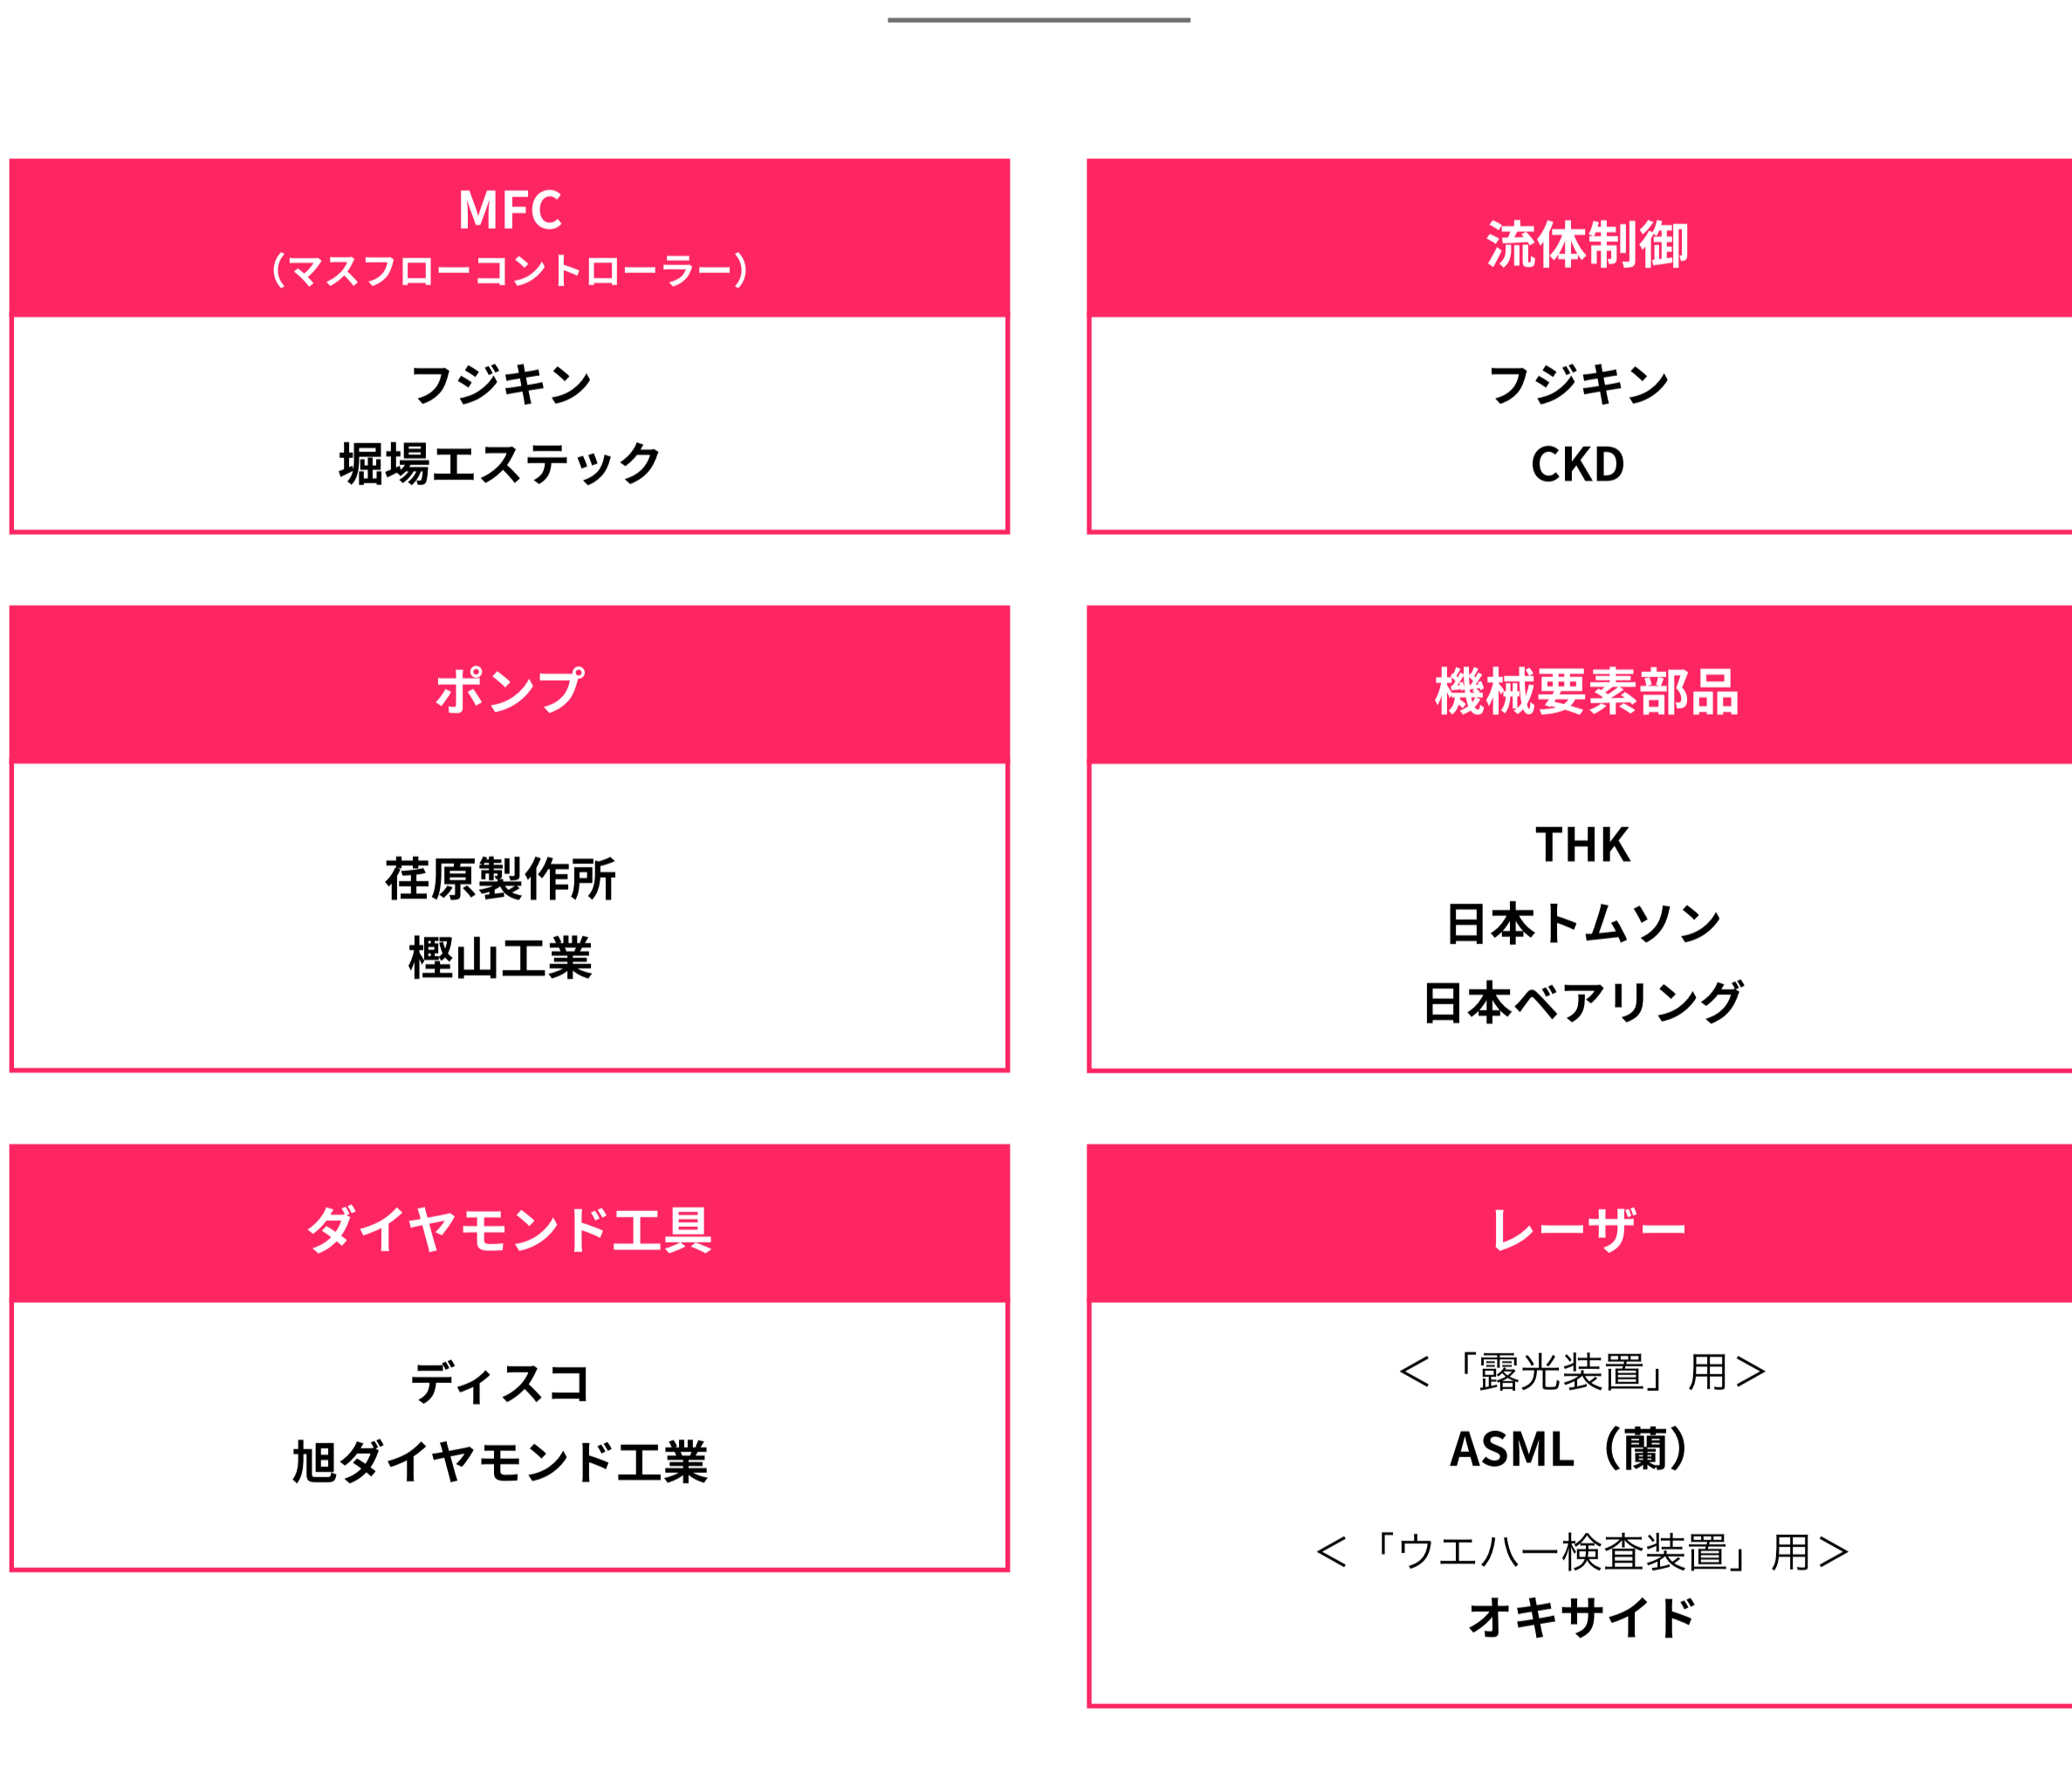 MFC
（マスフローコントローラー）
フジキン
堀場エステック
流体制御
フジキン
CKD
ポンプ
荏原製作所
樫山工業
機械部品
THK
日本トムソン
日本ベアリング
ダイヤモンド工具
ディスコ
旭ダイヤモンド工業
レーザー
＜「露光装置」用＞
ASML （蘭）
＜「ウエハー検査装置」用＞
オキサイド